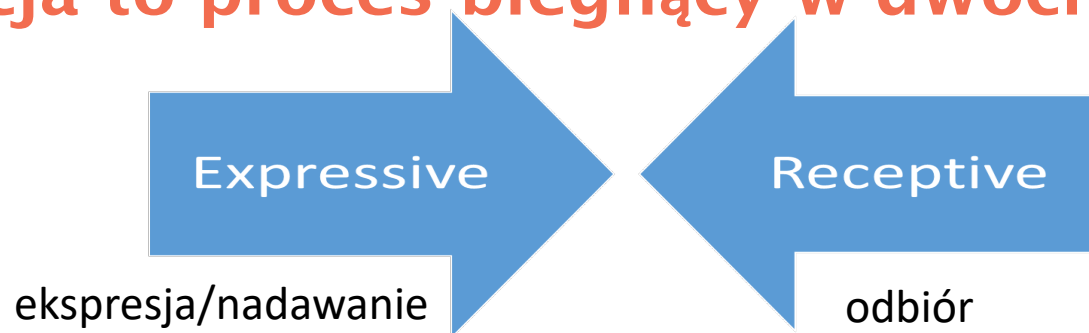 to proces biegnący w
Expressive Receptive
ekspresja/nadawanie odbiór